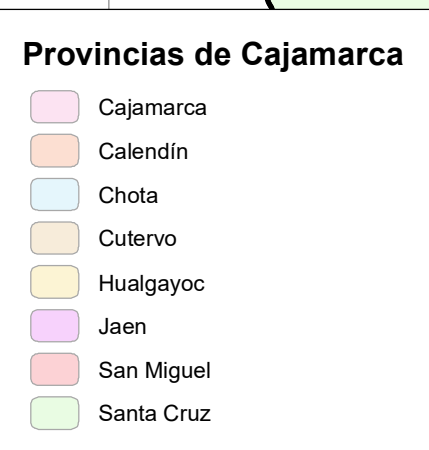 Provincias de Cajamarca
Cajamarca
Calendín
Chota
Cutervo
Hualgayoc
Jaen
San Miguel
Santa Cruz